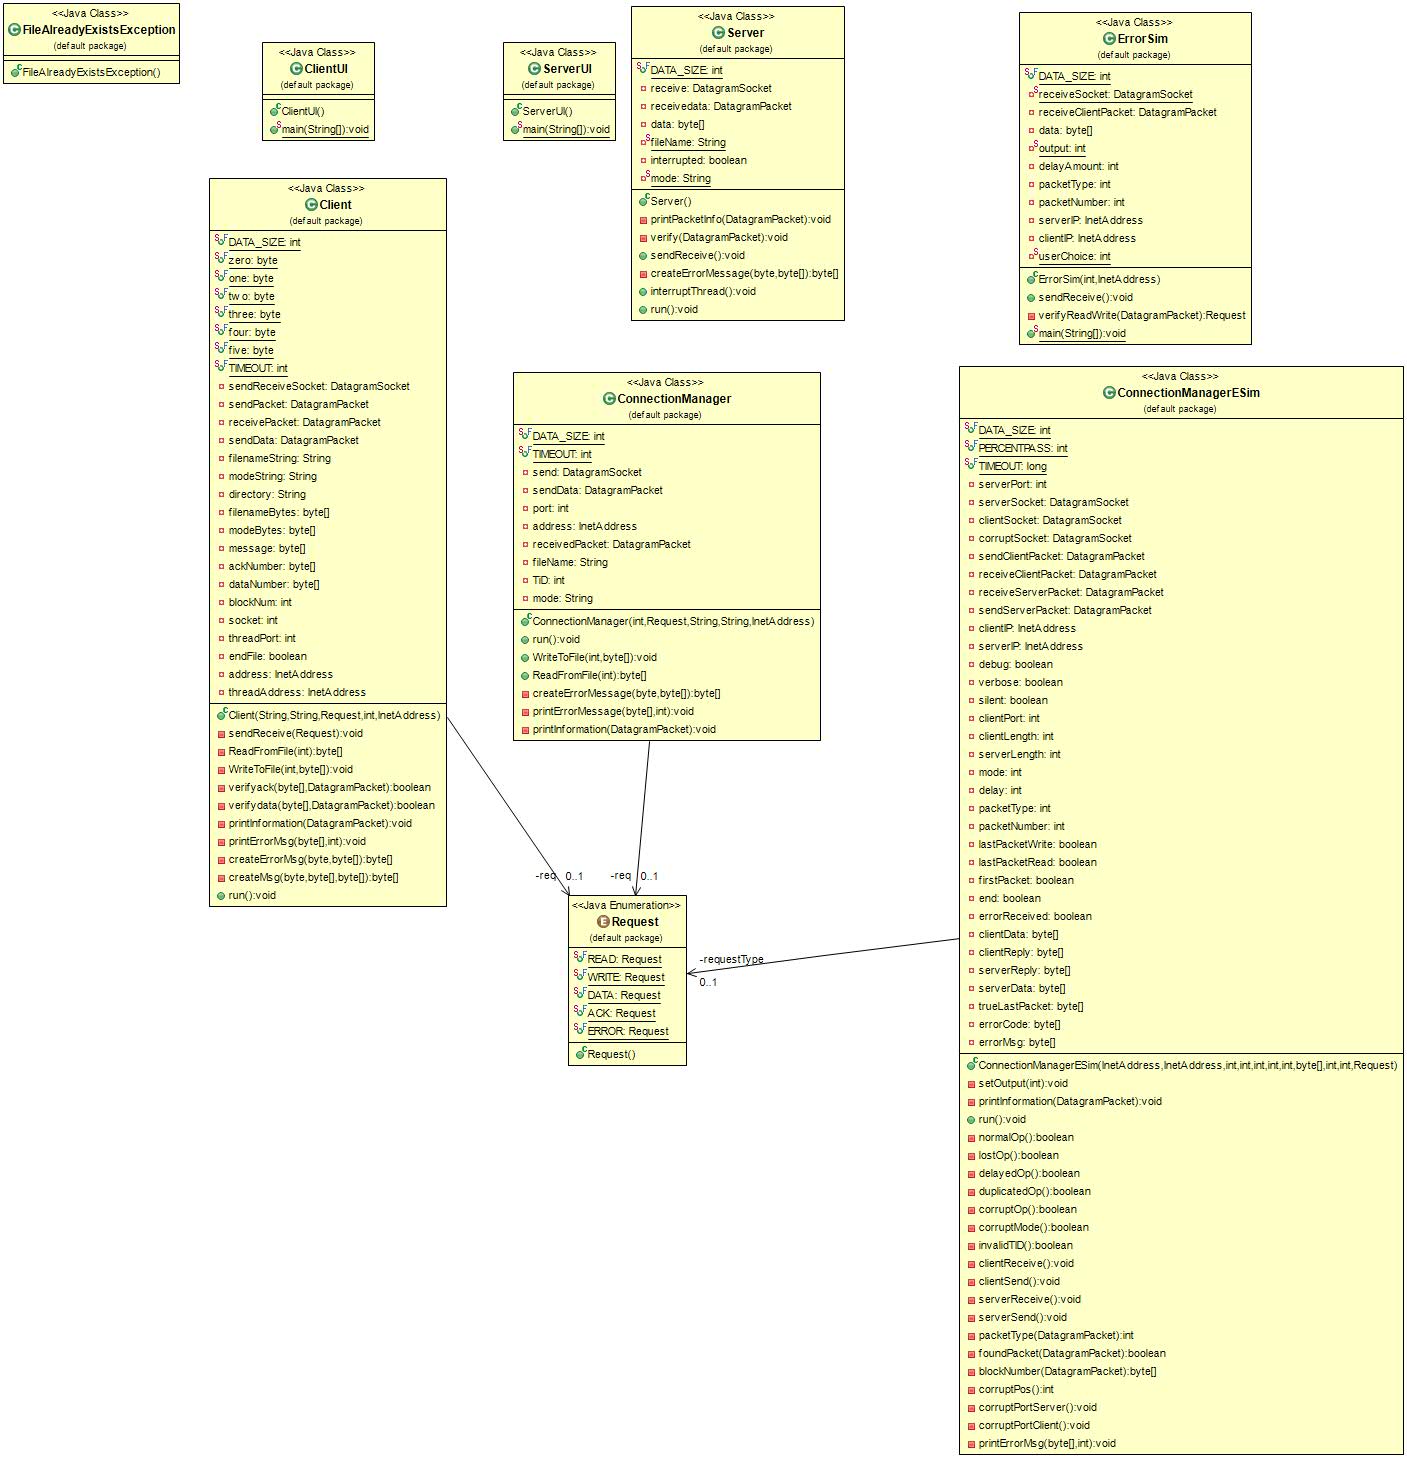 <<Java Class>>
FileAlreadyExistsException
(default package)
FileAlreadyExistsException()
<<Java Class>>
ClientUI
(default package)
ClientUI()
main(String[]):void
<<Java Class>>
ServerUI
(default package)
ServerUI()
main(String[]):void
<<Java Class>>
Server
(default package)
DATA_SIZE: int
receive: DatagramSocket
receivedata: DatagramPacket
data: byte[]
fileName: String
interrupted: boolean
mode: String
Server()
printPacketInfo(DatagramPacket):void
verify(DatagramPacket):void
sendReceive():void
createErrorMessage(byte,byte[]):byte[]
interruptThread():void
run():void
<<Java Class>>
ErrorSim
(default package)
DATA_SIZE: int
receiveSocket: DatagramSocket
receiveClientPacket: DatagramPacket
data: byte[]
output: int
delayAmount: int
packetType: int
packetNumber: int
serverIP: InetAddress
clientIP: InetAddress
userChoice: int
ErrorSim(int,InetAddress)
sendReceive():void
verifyReadWrite(DatagramPacket):Request
main(String[]):void
<<Java Class>>
Client
(default package)
DATA_SIZE: int
zero: byte
one: byte
two: byte
three: byte
four: byte
five: byte
TIMEOUT: int
sendReceiveSocket: DatagramSocket
sendPacket: DatagramPacket
receivePacket: DatagramPacket
sendData: DatagramPacket
filenameString: String
modeString: String
directory: String
filenameBytes: byte[]
modeBytes: byte[]
message: byte[]
ackNumber: byte[]
dataNumber: byte[]
blockNum: int
socket: int
threadPort: int
endFile: boolean
address: InetAddress
threadAddress: InetAddress
Client(String,String,Request,int,InetAddress)
sendReceive(Request):void
ReadFromFile(int):byte[]
WriteToFile(int,byte[]):void
verifyack(byte[],DatagramPacket):boolean
verifydata(byte[],DatagramPacket):boolean
printInformation(DatagramPacket):void
printErrorMsg(byte[],int):void
createErrorMsg(byte,byte[]):byte[]
createMsg(byte,byte[],byte[]):byte[]
run():void
<<Java Class>>
ConnectionManager
(default package)
DATA_SIZE: int
TIMEOUT: int
send: DatagramSocket
sendData: DatagramPacket
port: int
address: InetAddress
receivedPacket: DatagramPacket
fileName: String
TiD: int
mode: String
ConnectionManager(int,Request,String,String,InetAddress)
run():void
WriteToFile(int,byte[]):void
ReadFromFile(int):byte[]
createErrorMessage(byte,byte[]):byte[]
printErrorMessage(byte[],int):void
printInformation(DatagramPacket):void
<<Java Class>>
ConnectionManagerESim
(default package)
DATA_SIZE: int
PERCENTPASS: int
TIMEOUT: long
serverPort: int
serverSocket: DatagramSocket
clientSocket: DatagramSocket
corruptSocket: DatagramSocket
sendClientPacket: DatagramPacket
receiveClientPacket: DatagramPacket
receiveServerPacket: DatagramPacket
sendServerPacket: DatagramPacket
clientIP: InetAddress
serverIP: InetAddress
debug: boolean
verbose: boolean
silent: boolean
clientPort: int
clientLength: int
serverLength: int
mode: int
delay: int
packetType: int
packetNumber: int
lastPacketWrite: boolean
lastPacketRead: boolean
firstPacket: boolean
end: boolean
errorReceived: boolean
clientData: byte[]
clientReply: byte[]
serverReply: byte[]
serverData: byte[]
trueLastPacket: byte[]
errorCode: byte[]
errorMsg: byte[]
ConnectionManagerESim(InetAddress,InetAddress,int,int,int,int,int,byte[],int,int,Request)
setOutput(int):void
printInformation(DatagramPacket):void
run():void
normalOp():boolean
lostOp():boolean
delayedOp():boolean
duplicatedOp():boolean
corruptOp():boolean
corruptMode():boolean
invalidTID():boolean
clientReceive():void
clientSend():void
serverReceive():void
serverSend():void
packetType(DatagramPacket):int
foundPacket(DatagramPacket):boolean
blockNumber(DatagramPacket):byte[]
corruptPos():int
corruptPortServer():void
corruptPortClient():void
printErrorMsg(byte[],int):void
-req 0..1
-req 0..1
-requestType
0..1
<<Java Enumeration>>
Request
(default package)
READ: Request
WRITE: Request
DATA: Request
ACK: Request
ERROR: Request
Request()